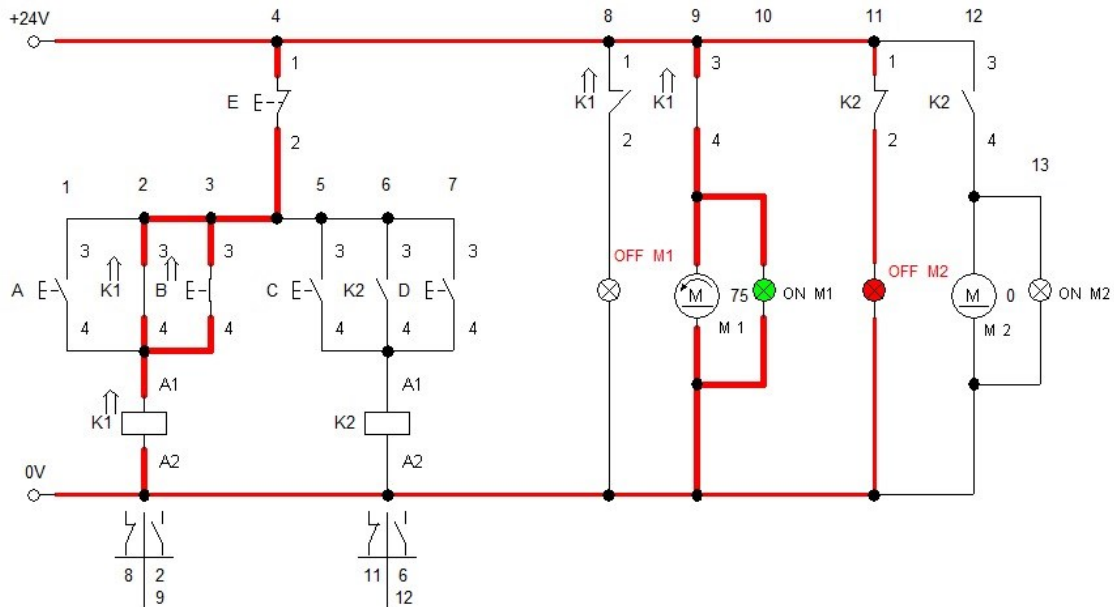 4 8 9 10 11 12
+24V
1 1 3 1 3
E K1 K1 K2 K2
2 2 4 2 4
13
1 2 3 5 6 7
3 3 3 3 3 3
OFF M1 OFF M2
A K1 B C K2 D
M 75 ON M1 M 0 ON M2
4 4 4 4 4 4
M 1 M 2
A1 A1
K1 K2
A2 A2
0V
8 2 11 6
9 12